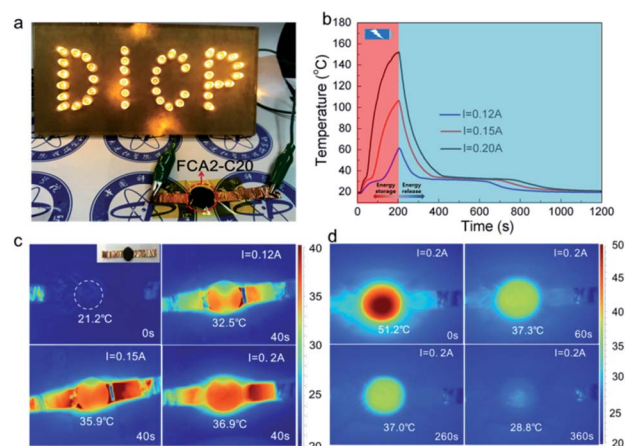 a
DICP
FCA2-C20
b
Temperature (°C)
180
160
140
120
100
80
60
40
20
I=0.12A
I=0.15A
I=0.20A
Energy storage
Energy release
0 200 400 600 800 1000 1200
Time (s)
c
21.2℃
0s
I=0.12A
32.5℃
40s
I=0.15A
35.9℃
40s
I=0.2A
36.9℃
40s
40
35
30
25
20
d
I=0.2A
51.2℃
0s
I=0.2A
37.3℃
60s
I=0.2A
37.0℃
260s
I=0.2A
28.8℃
360s
50
45
40
35
30
25
20